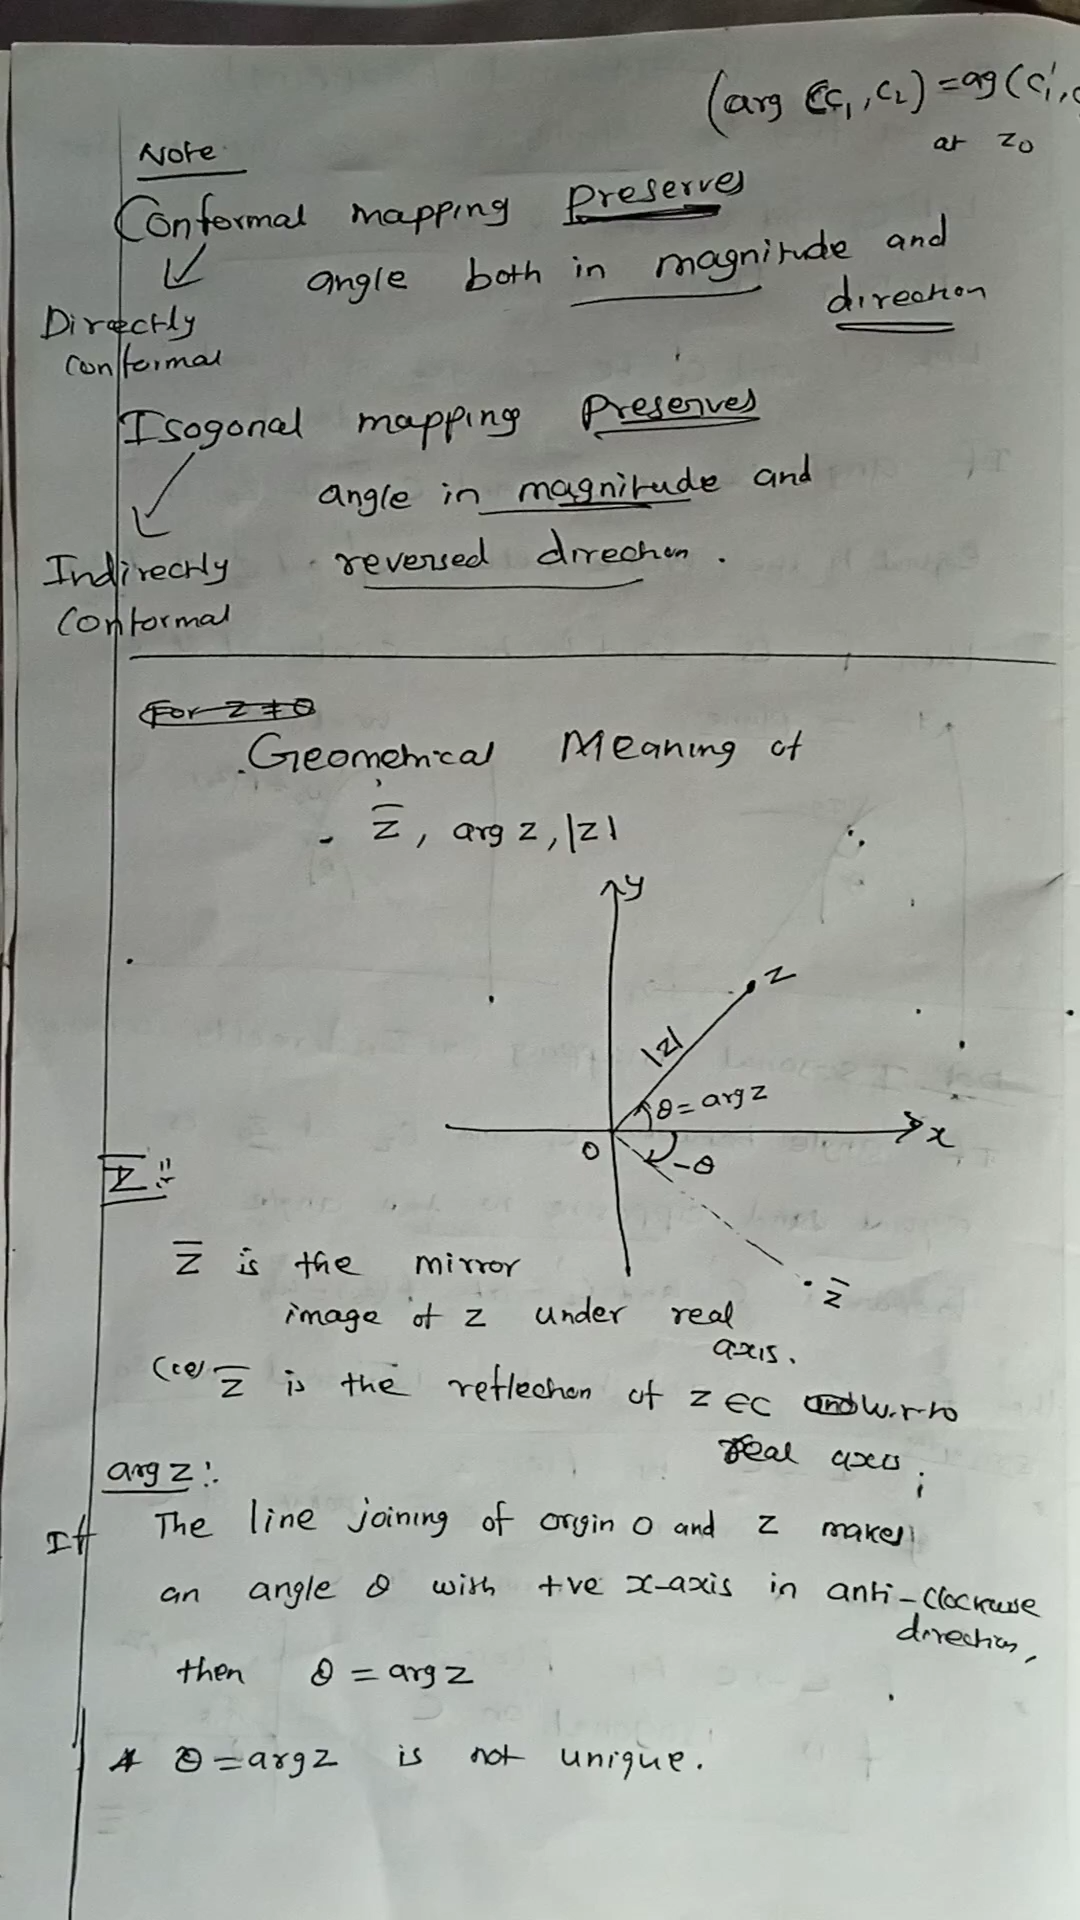 (arg (C₁, C₂) = arg (C₁',
at z₀
Note
Conformal mapping preserves
angle both in magnitude and
direction
Directly
conformal
Isogonal mapping preserves
angle in magnitude and
reversed direction.
Indirectly
conformal
For z ≠ 0
Geometrical Meaning of
z̄, arg z, |z|
y
z
|z|
θ = arg z
x
0
-θ
z̄
z̄ :-
z̄ is the mirror
image of z under real
axis.
(ie) z̄ is the reflection of z ∈ C and w.r.to
real axis;
arg z :-
If The line joining of origin 0 and z makes
an angle θ with +ve x-axis in anti-clockwise
direction,
then θ = arg z
* θ = arg z is not unique.